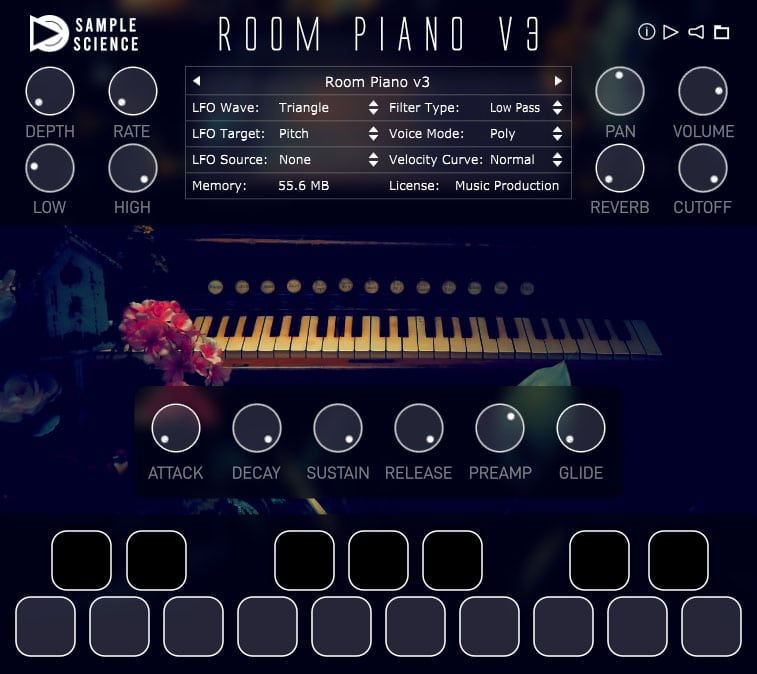 SAMPLE
SCIENCE
ROOM PIANO V3
Room Piano v3
LFO Wave: Triangle Filter Type: Low Pass
LFO Target: Pitch Voice Mode: Poly
LFO Source: None Velocity Curve: Normal
Memory: 55.6 MB License: Music Production
DEPTH RATE PAN VOLUME
LOW HIGH REVERB CUTOFF
ATTACK DECAY SUSTAIN RELEASE PREAMP GLIDE